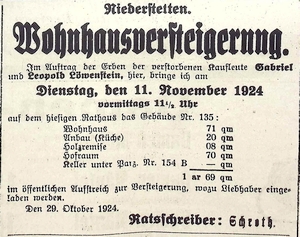 Niederstetten.
Wohnhausversteigerung.
Im Auftrag der Erben der verstorbenen Kaufleute Gabriel
und Leopold Löwenstein, hier, bringe ich am
Dienstag, den 11. November 1924
vormittags 11½ Uhr
auf dem hiesigen Rathaus das Gebäude Nr. 135:
Wohnhaus 71 qm
Anbau (Küche) 20 qm
Holzremise 08 qm
Hofraum 70 qm
Keller unter Parz. Nr. 154 B — qm
1 ar 69 qm
im öffentlichen Aufstreich zur Versteigerung, wozu Liebhaber einge-
laden werden.
Den 29. Oktober 1924.
Ratsschreiber: Schroth.